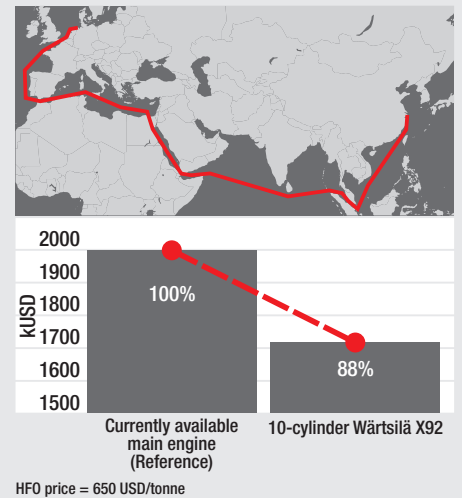 2000
1900
1800
1700
1600
1500
kUSD
100%
88%
Currently available
main engine
(Reference)
10-cylinder Wärtsilä X92
HFO price = 650 USD/tonne